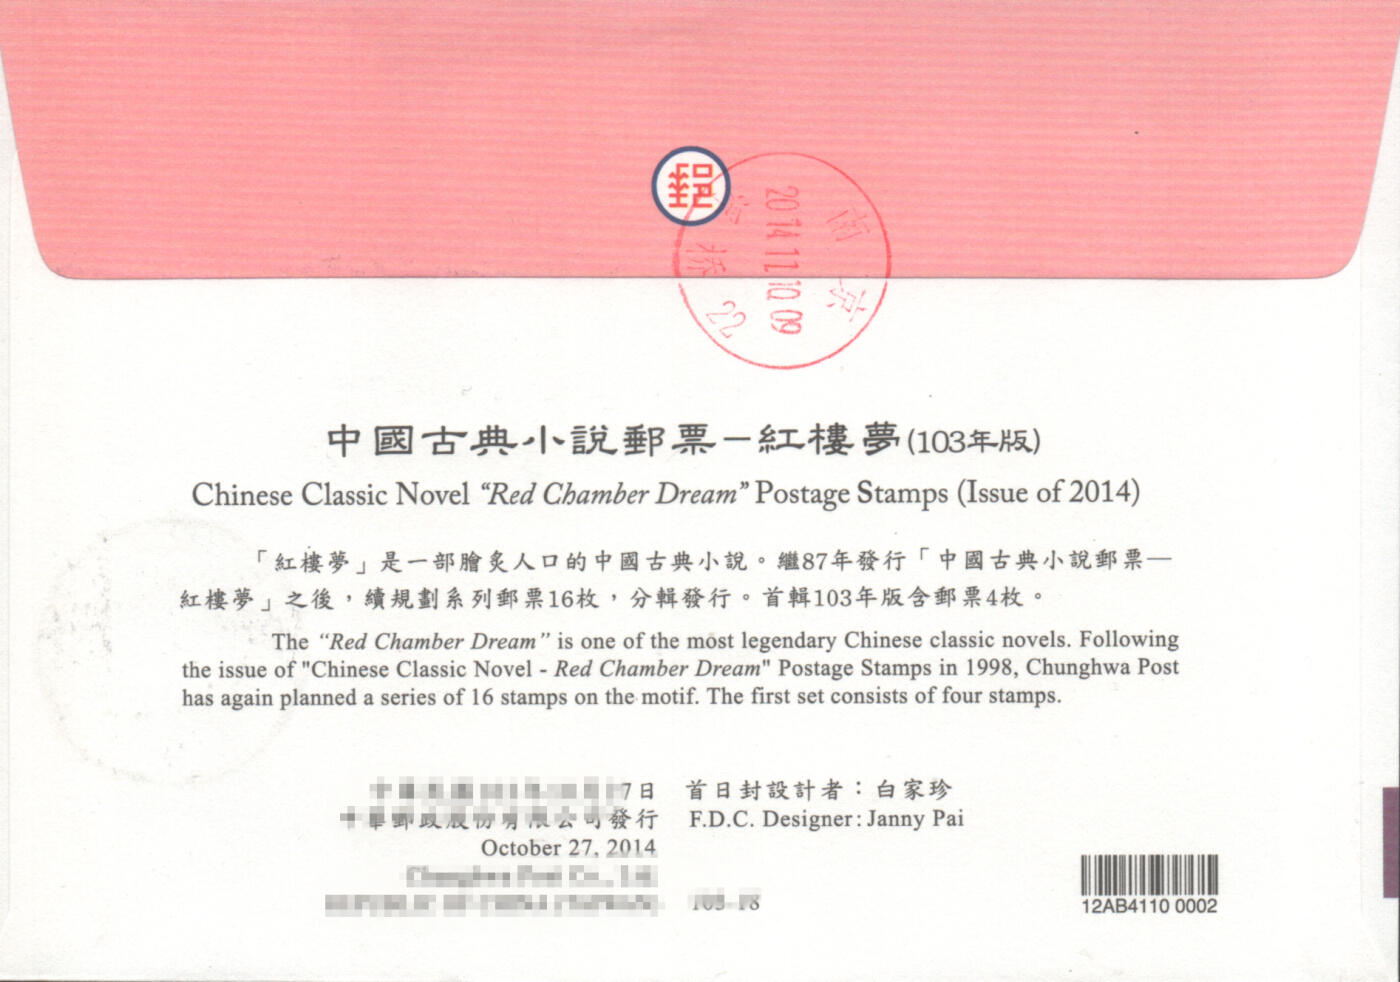 郵
南京
2014.11.10.09
22
中國古典小說郵票－紅樓夢(103年版)
Chinese Classic Novel “Red Chamber Dream” Postage Stamps (Issue of 2014)
「紅樓夢」是一部膾炙人口的中國古典小說。繼87年發行「中國古典小說郵票—
紅樓夢」之後，續規劃系列郵票16枚，分輯發行。首輯103年版含郵票4枚。
The “Red Chamber Dream” is one of the most legendary Chinese classic novels. Following
the issue of "Chinese Classic Novel - Red Chamber Dream" Postage Stamps in 1998, Chunghwa Post
has again planned a series of 16 stamps on the motif. The first set consists of four stamps.
7日
發行
October 27, 2014
首日封設計者：白家珍
F.D.C. Designer: Janny Pai
12AB4110 0002